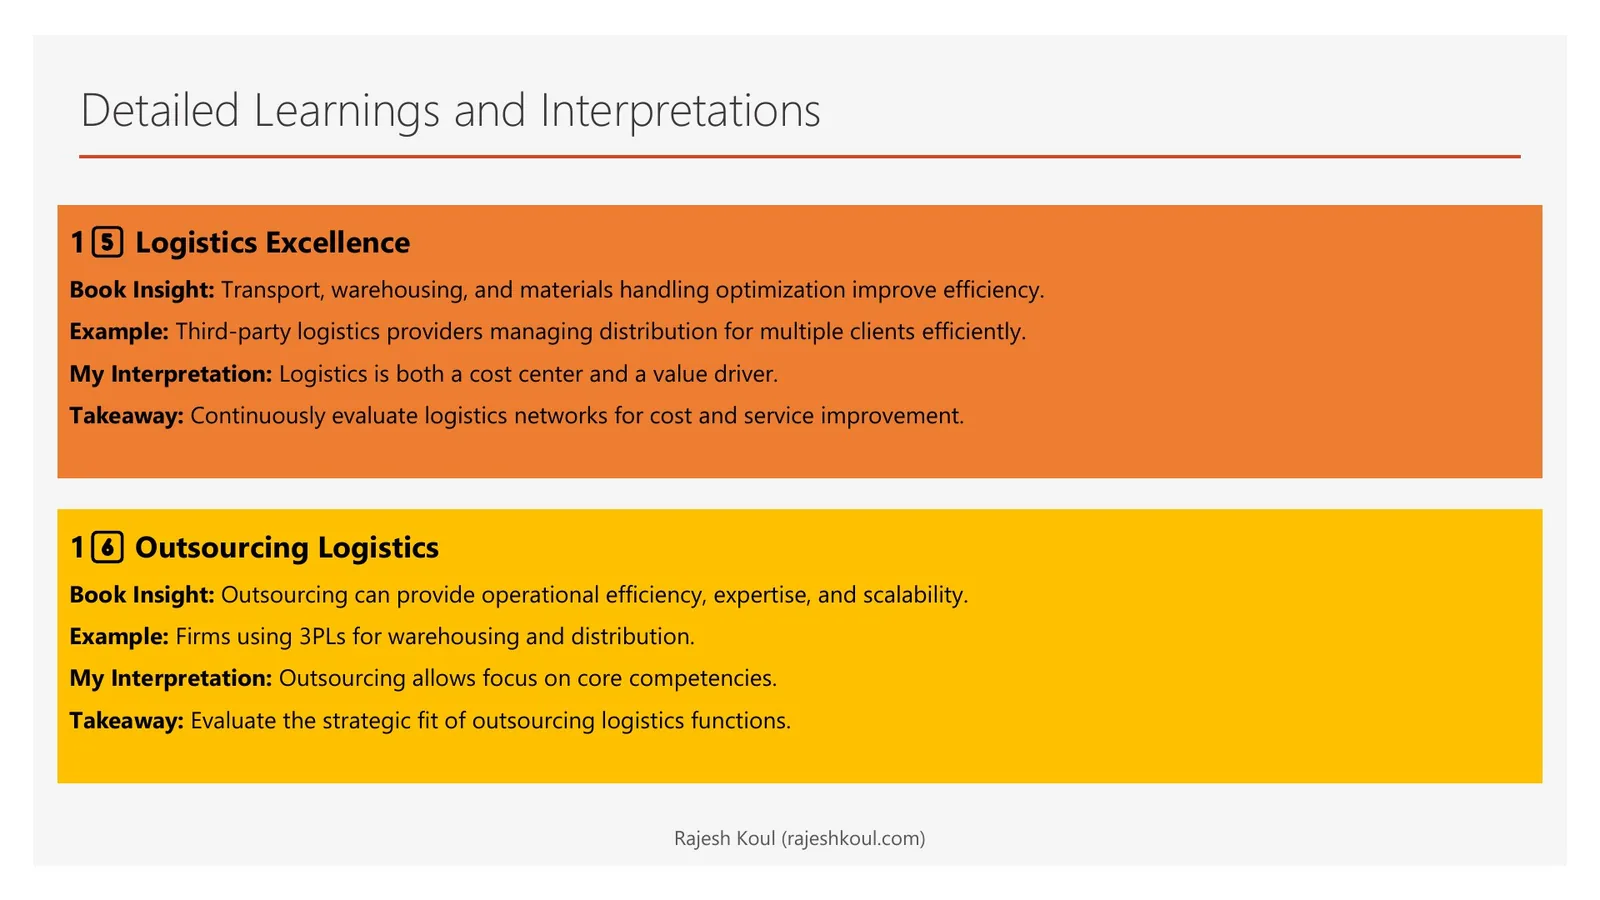 Detailed Learnings and Interpretations
15️⃣ Logistics Excellence
Book Insight: Transport, warehousing, and materials handling optimization improve efficiency.
Example: Third-party logistics providers managing distribution for multiple clients efficiently.
My Interpretation: Logistics is both a cost center and a value driver.
Takeaway: Continuously evaluate logistics networks for cost and service improvement.
16️⃣ Outsourcing Logistics
Book Insight: Outsourcing can provide operational efficiency, expertise, and scalability.
Example: Firms using 3PLs for warehousing and distribution.
My Interpretation: Outsourcing allows focus on core competencies.
Takeaway: Evaluate the strategic fit of outsourcing logistics functions.
Rajesh Koul (rajeshkoul.com)